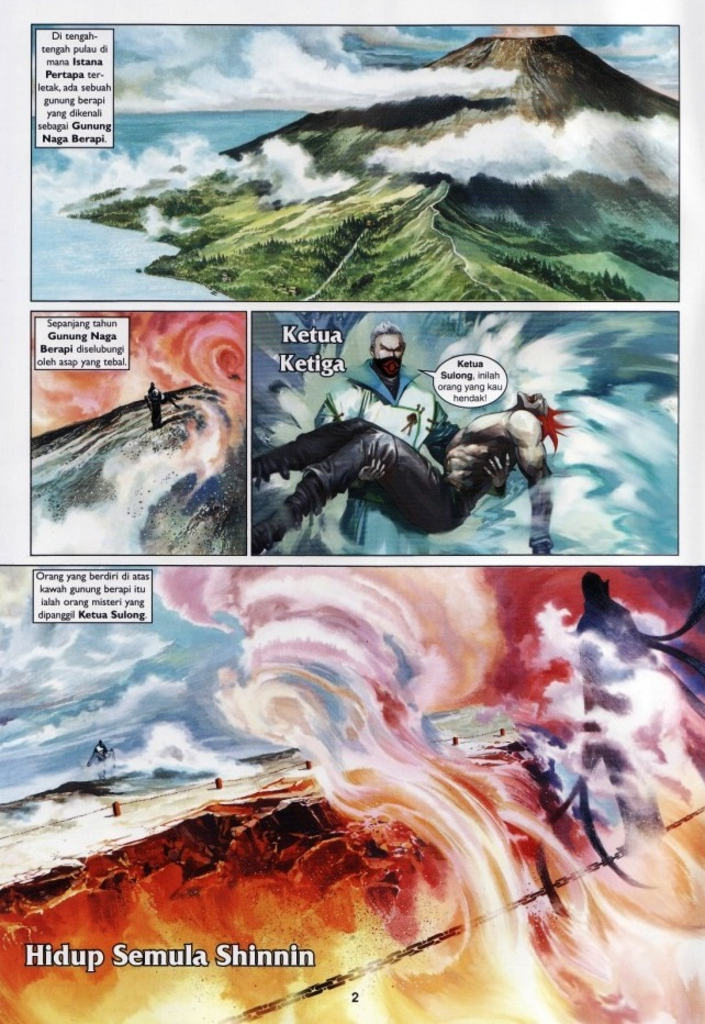 Di tengah-
tengah pulau di
mana Istana
Pertapa ter-
letak, ada sebuah
gunung berapi
yang dikenali
sebagai Gunung
Naga Berapi.
Sepanjang tahun
Gunung Naga
Berapi diselubungi
oleh asap yang tebal.
Ketua
Ketiga
Ketua
Sulong, inilah
orang yang kau
hendak!
Orang yang berdiri di atas
kawah gunung berapi itu
ialah orang misteri yang
dipanggil Ketua Sulong.
Hidup Semula Shinnin
2